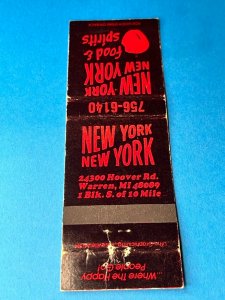 NEW YORK
NEW YORK
food &
spirits
756-6140
NEW YORK
NEW YORK
24300 Hoover Rd.
Warren, MI 48089
1 Blk. S. of 10 Mile
Where The Happy
People Go!